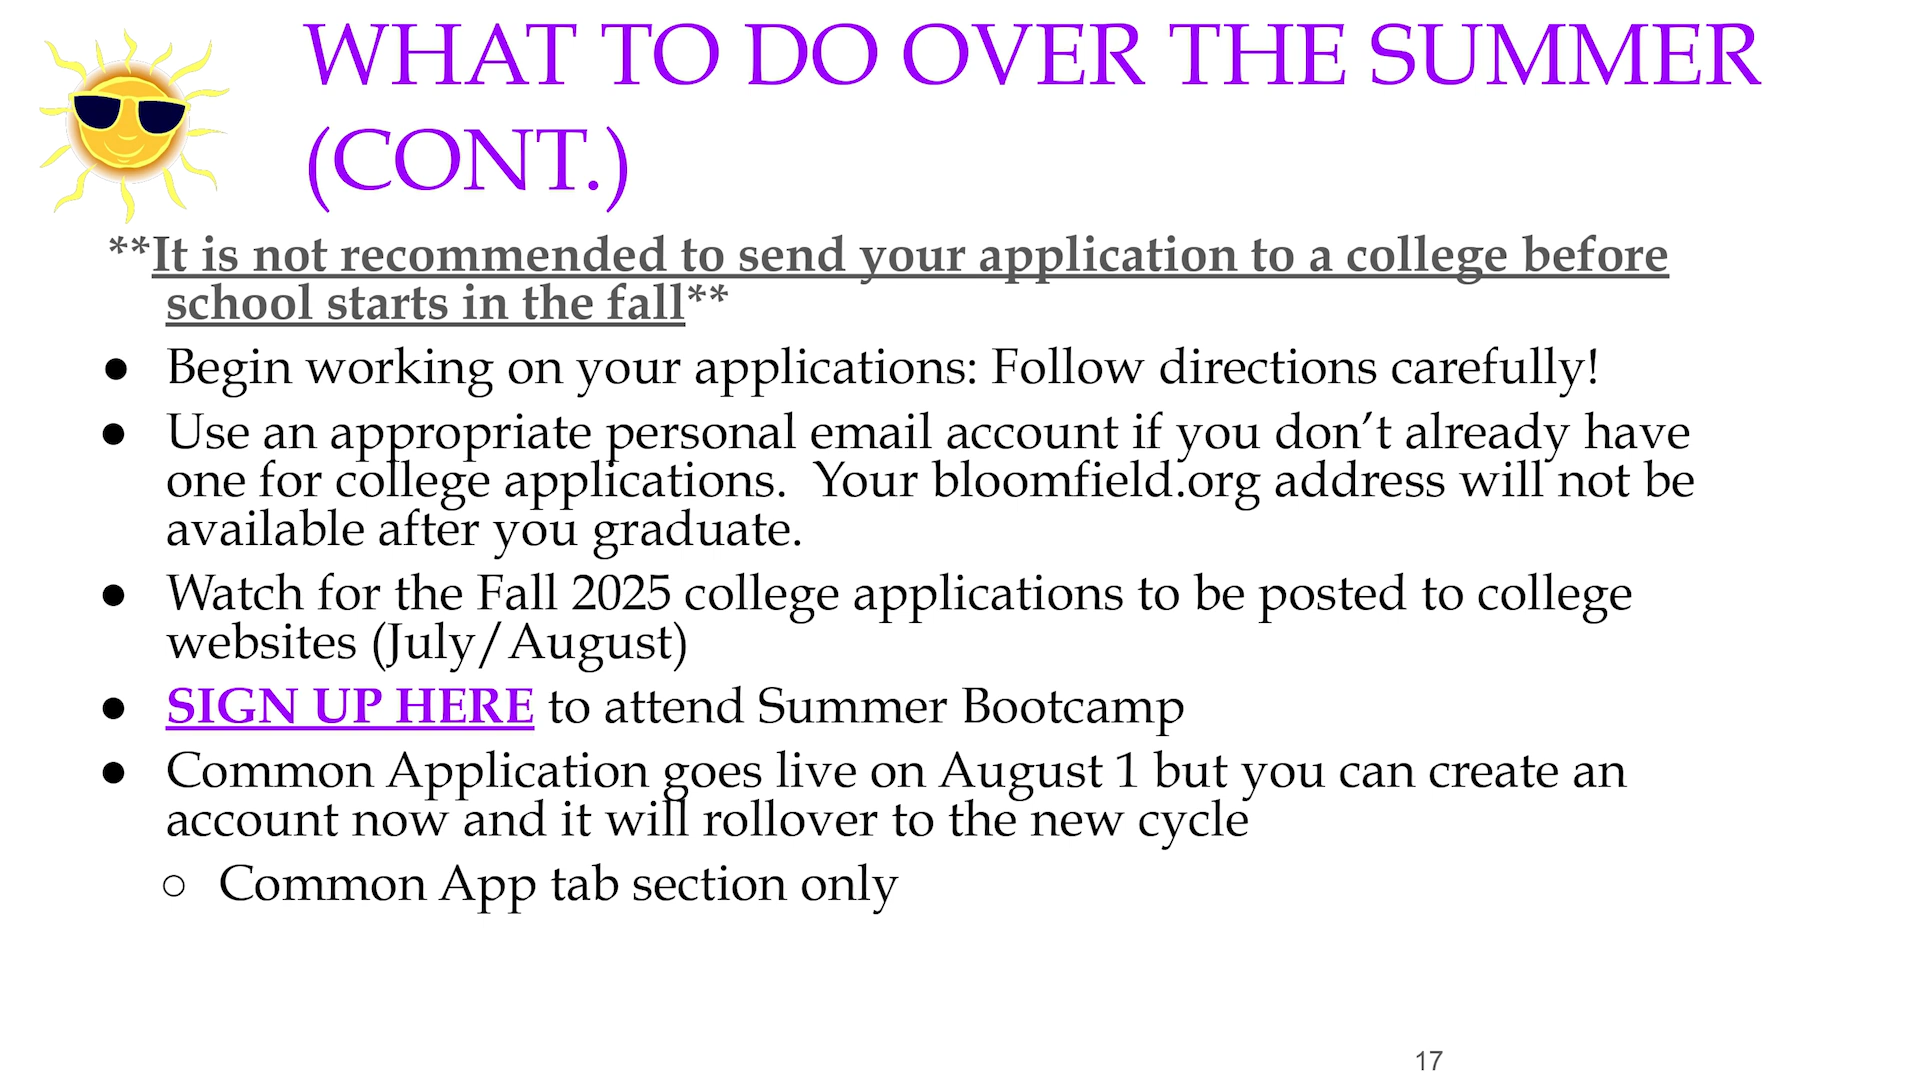 WHAT TO DO OVER THE SUMMER
(CONT.)
**It is not recommended to send your application to a college before
school starts in the fall**
● Begin working on your applications: Follow directions carefully!
● Use an appropriate personal email account if you don’t already have
one for college applications.  Your bloomfield.org address will not be
available after you graduate.
● Watch for the Fall 2025 college applications to be posted to college
websites (July/August)
● SIGN UP HERE to attend Summer Bootcamp
● Common Application goes live on August 1 but you can create an
account now and it will rollover to the new cycle
○ Common App tab section only
17